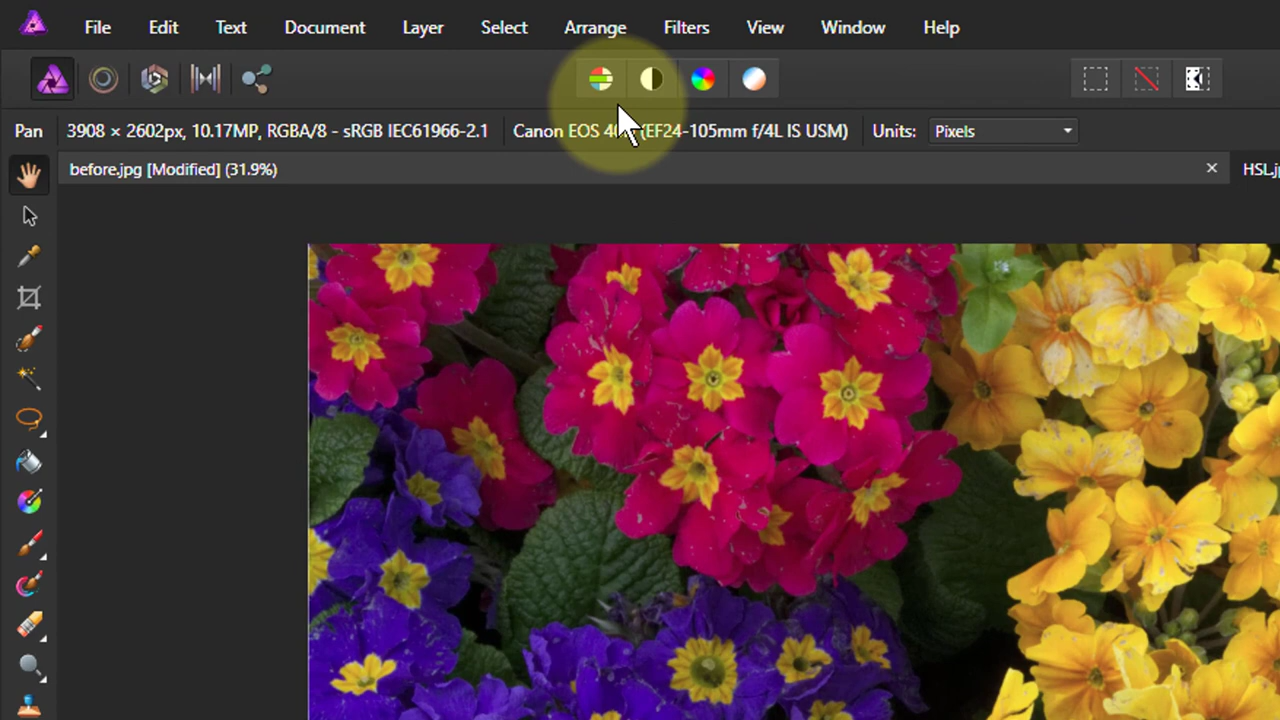 File Edit Text Document Layer Select Arrange Filters View Window Help
Pan 3908 × 2602px, 10.17MP, RGBA/8 - sRGB IEC61966-2.1 Canon EOS (EF24-105mm f/4L IS USM) Units: Pixels
before.jpg [Modified] (31.9%)